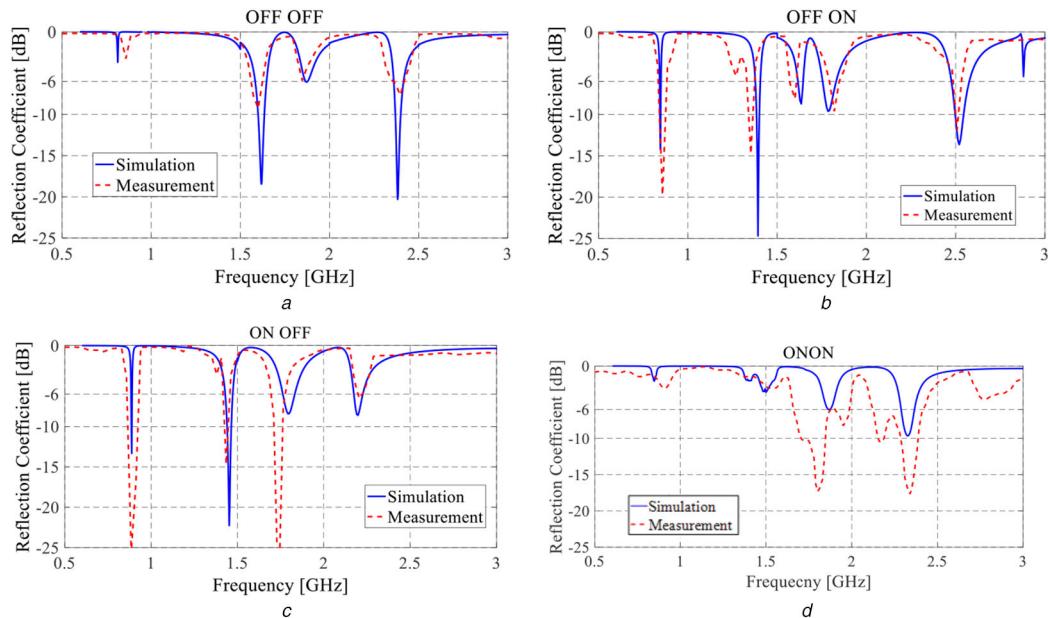 OFF OFF
Reflection Coefficient [dB]
0
-6
-10
-15
-20
-25
Simulation
Measurement
0.5 1 1.5 2 2.5 3
Frequency [GHz]
a
OFF ON
Reflection Coefficient [dB]
0
-6
-10
-15
-20
-25
Simulation
Measurement
0.5 1 1.5 2 2.5 3
Frequency [GHz]
b
ON OFF
Reflection Coefficient [dB]
0
-6
-10
-15
-20
-25
Simulation
Measurement
0.5 1 1.5 2 2.5 3
Frequency [GHz]
c
ONON
Reflection Coefficient [dB]
0
-6
-10
-15
-20
-25
Simulation
Measurement
0.5 1 1.5 2 2.5 3
Frequecny [GHz]
d